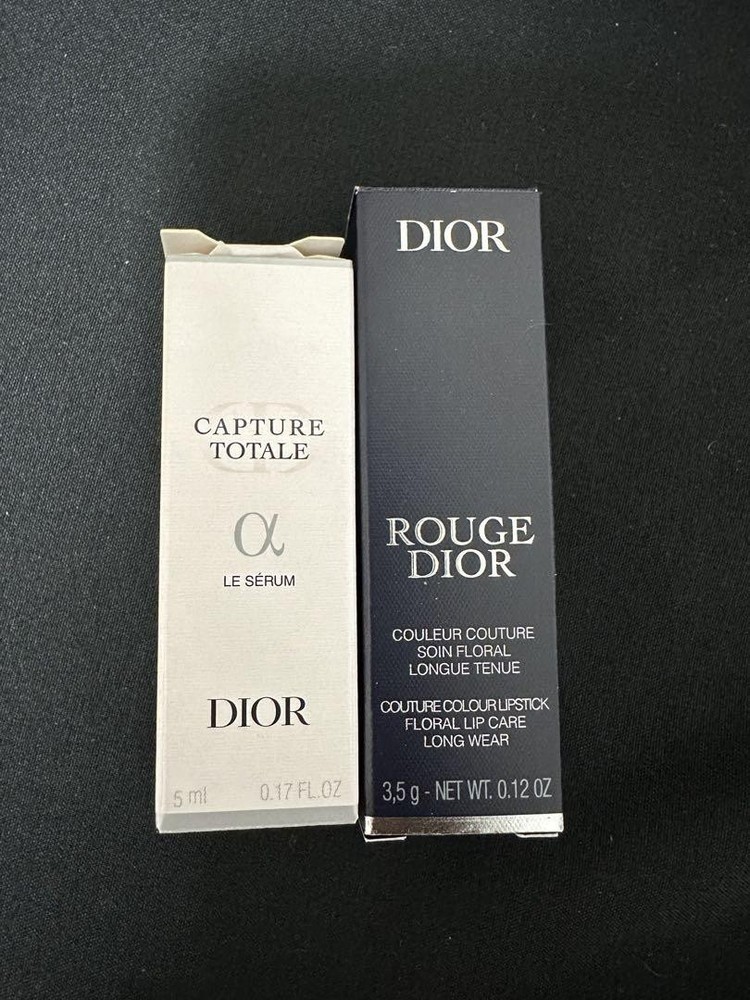 CAPTURE
TOTALE
α
LE SÉRUM
DIOR
5 ml 0.17 FL.OZ
DIOR
ROUGE
DIOR
COULEUR COUTURE
SOIN FLORAL
LONGUE TENUE
COUTURE COLOUR LIPSTICK
FLORAL LIP CARE
LONG WEAR
3,5 g - NET WT. 0.12 OZ